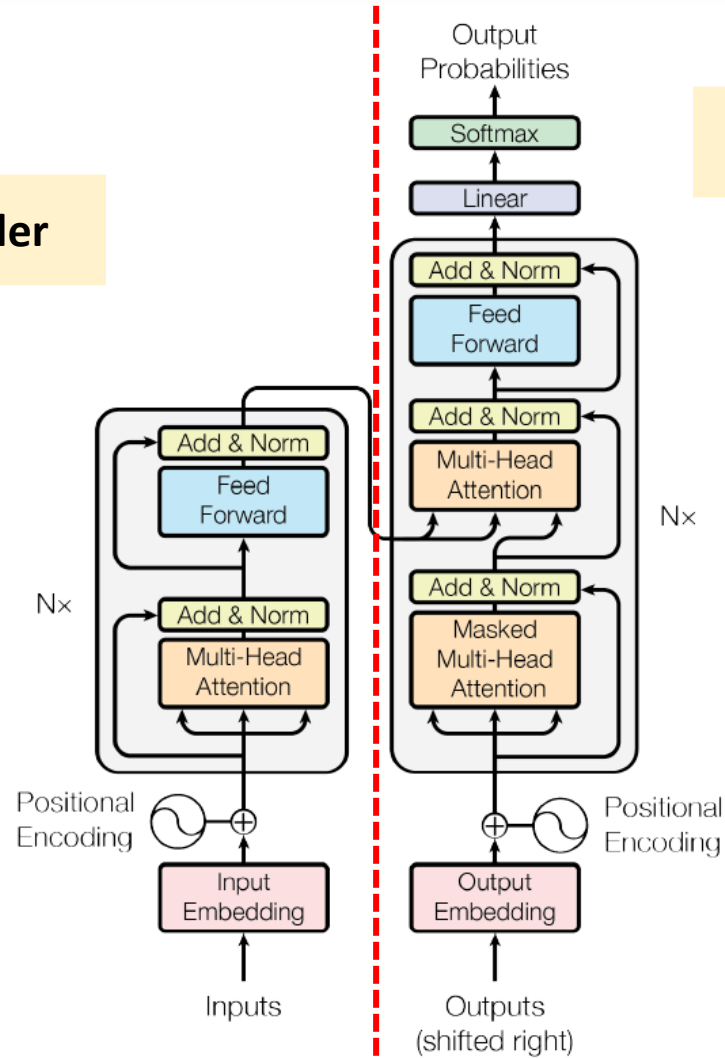 Output
Probabilities
Softmax
Linear
Add & Norm
Feed
Forward
Add & Norm
Multi-Head
Attention
Nx
Add & Norm
Masked
Multi-Head
Attention
Positional
Encoding
Output
Embedding
Outputs
(shifted right)
ler
Add & Norm
Feed
Forward
Nx
Add & Norm
Multi-Head
Attention
Positional
Encoding
Input
Embedding
Inputs